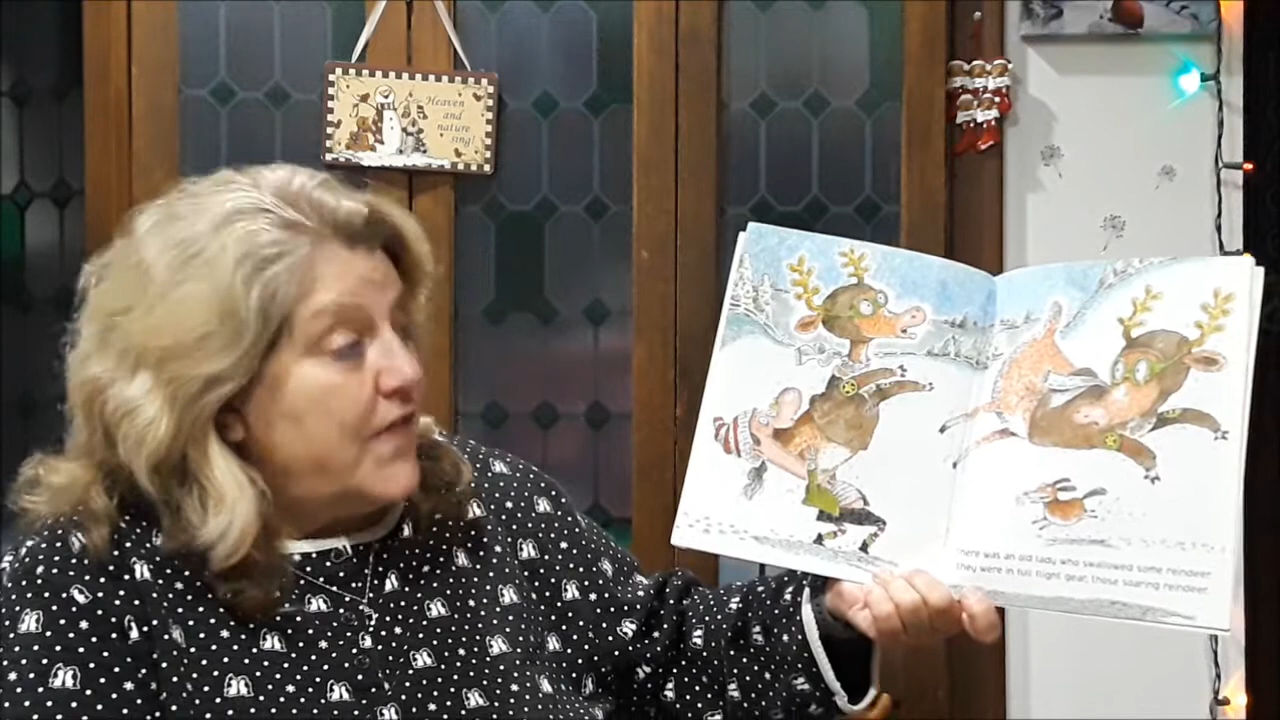 Heaven
and
nature
sing!
There was an old lady who swallowed some reindeer.
They were in full flight gear, those soaring reindeer.